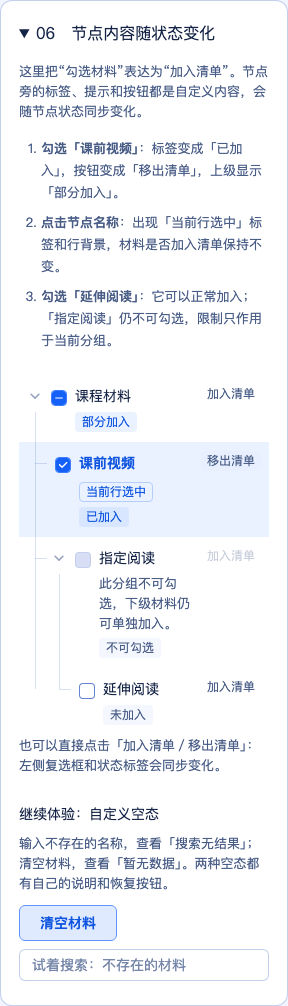 ▼ 06 节点内容随状态变化
这里把“勾选材料”表达为“加入清单”。节点
旁的标签、提示和按钮都是自定义内容，会
随节点状态同步变化。
1. 勾选「课前视频」：标签变成「已加
入」，按钮变成「移出清单」，上级显示
「部分加入」。
2. 点击节点名称：出现「当前行选中」标
签和行背景，材料是否加入清单保持不
变。
3. 勾选「延伸阅读」：它可以正常加入；
「指定阅读」仍不可勾选，限制只作用
于当前分组。
课程材料 加入清单
部分加入
课前视频 移出清单
当前行选中
已加入
指定阅读 加入清单
此分组不可勾
选，下级材料仍
可单独加入。
不可勾选
延伸阅读 加入清单
未加入
也可以直接点击「加入清单 / 移出清单」：
左侧复选框和状态标签会同步变化。
继续体验：自定义空态
输入不存在的名称，查看「搜索无结果」；
清空材料，查看「暂无数据」。两种空态都
有自己的说明和恢复按钮。
清空材料
试着搜索：不存在的材料